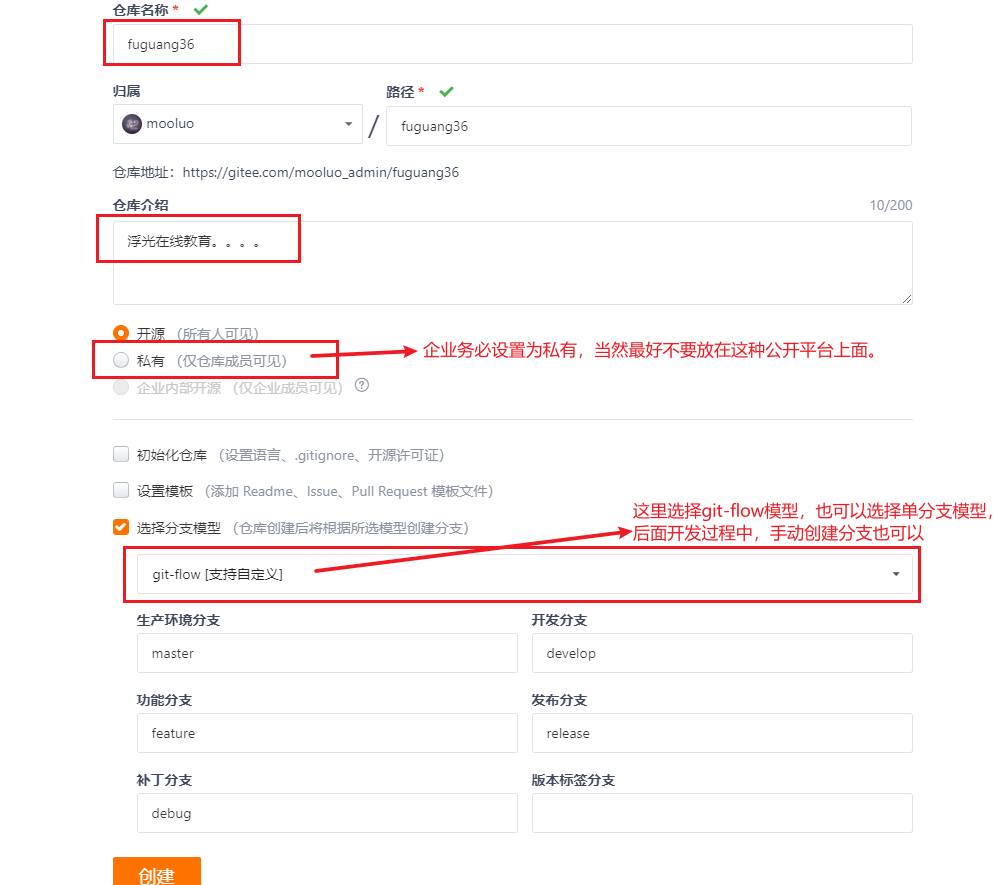 仓库名称 *
fuguang36
归属
路径 *
mooluo
/
fuguang36
仓库地址：https://gitee.com/mooluo_admin/fuguang36
仓库介绍
10/200
浮光在线教育。。。。
开源 （所有人可见）
私有 （仅仓库成员可见）
企业务必设置为私有，当然最好不要放在这种公开平台上面。
企业内部开源 （仅企业成员可见） ?
初始化仓库 （设置语言、.gitignore、开源许可证）
设置模板 （添加 Readme、Issue、Pull Request 模板文件）
这里选择git-flow模型，也可以选择单分支模型，
后面开发过程中，手动创建分支也可以
选择分支模型 （仓库创建后将根据所选模型创建分支）
git-flow [支持自定义]
生产环境分支
开发分支
master
develop
功能分支
发布分支
feature
release
补丁分支
版本标签分支
debug
创建